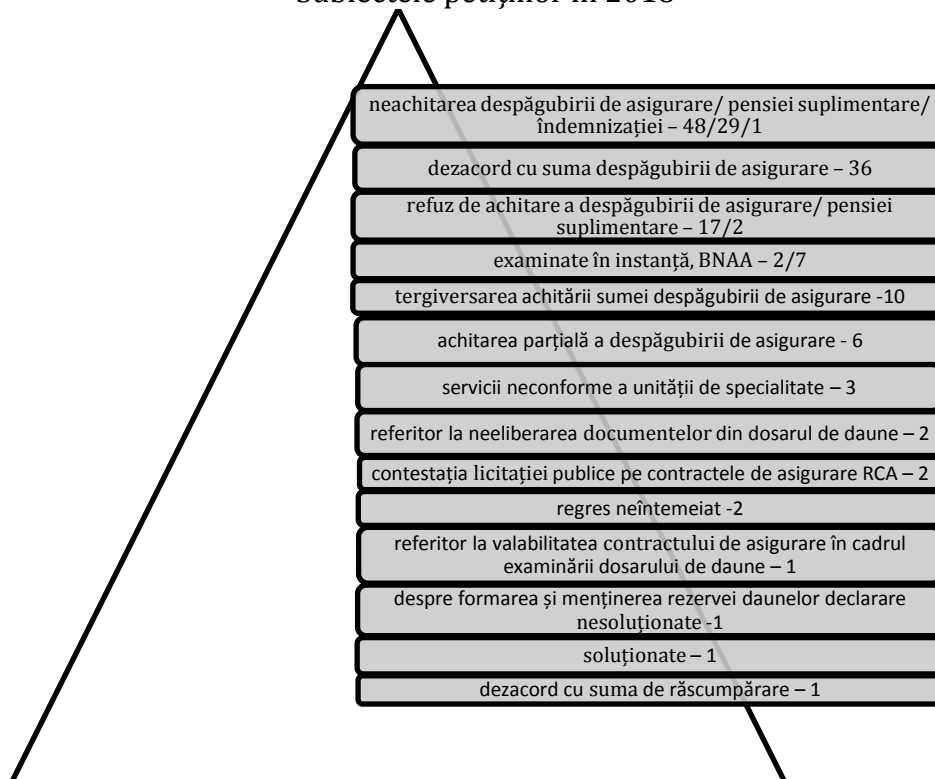 subiectele petițiilor în 2018
neachitarea despăgubirii de asigurare/ pensiei suplimentare/
îndemnizației – 48/29/1
dezacord cu suma despăgubirii de asigurare – 36
refuz de achitare a despăgubirii de asigurare/ pensiei
suplimentare – 17/2
examinate în instanță, BNAA – 2/7
tergiversarea achitării sumei despăgubirii de asigurare -10
achitarea parțială a despăgubirii de asigurare - 6
servicii neconforme a unității de specialitate – 3
referitor la neeliberarea documentelor din dosarul de daune – 2
contestația licitației publice pe contractele de asigurare RCA – 2
regres neîntemeiat -2
referitor la valabilitatea contractului de asigurare în cadrul
examinării dosarului de daune – 1
despre formarea și menținerea rezervei daunelor declarare
nesoluționate -1
soluționate – 1
dezacord cu suma de răscumpărare – 1